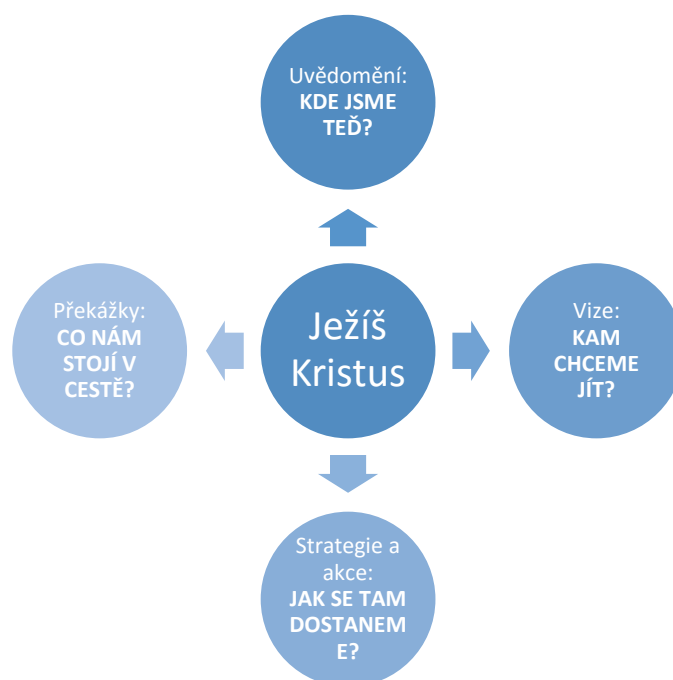 Uvědomění:
KDE JSME
TEĎ?
Překážky:
CO NÁM
STOJÍ V
CESTĚ?
Ježíš
Kristus
Vize:
KAM
CHCEME
JÍT?
Strategie a
akce:
JAK SE TAM
DOSTANEM
E?